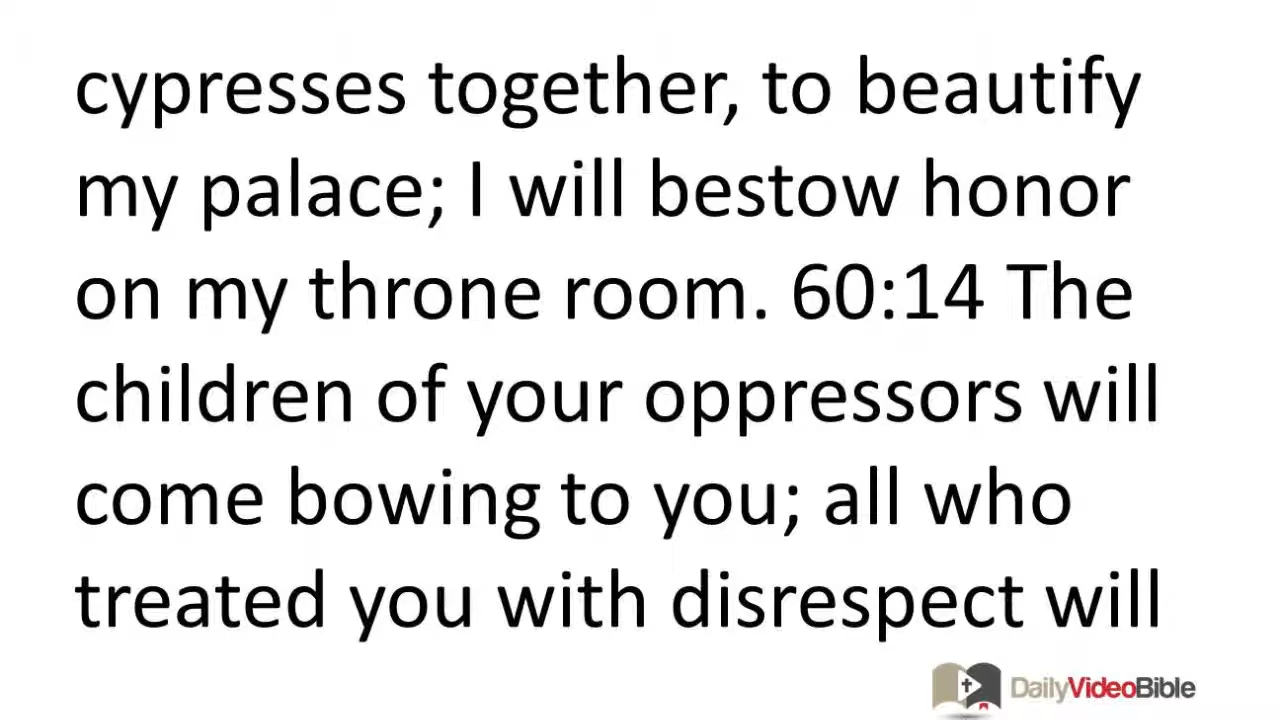 cypresses together, to beautify
my palace; I will bestow honor
on my throne room. 60:14 The
children of your oppressors will
come bowing to you; all who
treated you with disrespect will
DailyVideoBible